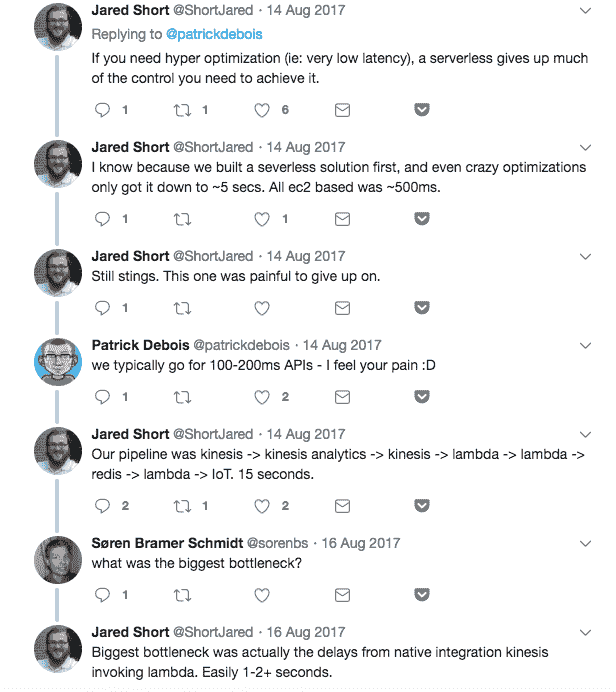 Jared Short @ShortJared · 14 Aug 2017
Replying to @patrickdebois
If you need hyper optimization (ie: very low latency), a serverless gives up much
of the control you need to achieve it.
1 1 6
Jared Short @ShortJared · 14 Aug 2017
I know because we built a severless solution first, and even crazy optimizations
only got it down to ~5 secs. All ec2 based was ~500ms.
1 1
Jared Short @ShortJared · 14 Aug 2017
Still stings. This one was painful to give up on.
1
Patrick Debois @patrickdebois · 14 Aug 2017
we typically go for 100-200ms APIs - I feel your pain :D
1 2
Jared Short @ShortJared · 14 Aug 2017
Our pipeline was kinesis -> kinesis analytics -> kinesis -> lambda -> lambda ->
redis -> lambda -> IoT. 15 seconds.
2 1 2
Søren Bramer Schmidt @sorenbs · 16 Aug 2017
what was the biggest bottleneck?
1
Jared Short @ShortJared · 16 Aug 2017
Biggest bottleneck was actually the delays from native integration kinesis
invoking lambda. Easily 1-2+ seconds.